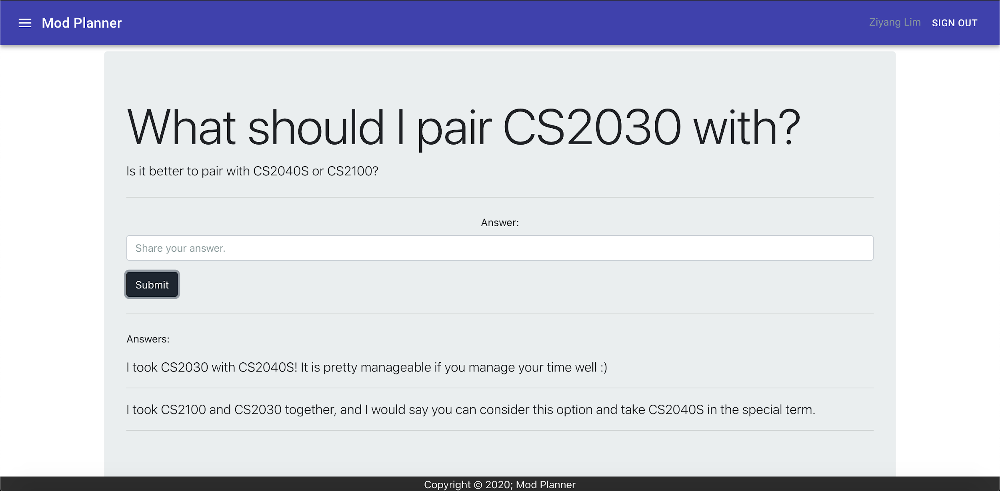 Mod Planner
Ziyang Lim
SIGN OUT
What should I pair CS2030 with?
Is it better to pair with CS2040S or CS2100?
Answer:
Share your answer.
Submit
Answers:
I took CS2030 with CS2040S! It is pretty manageable if you manage your time well :)
I took CS2100 and CS2030 together, and I would say you can consider this option and take CS2040S in the special term.
Copyright © 2020; Mod Planner